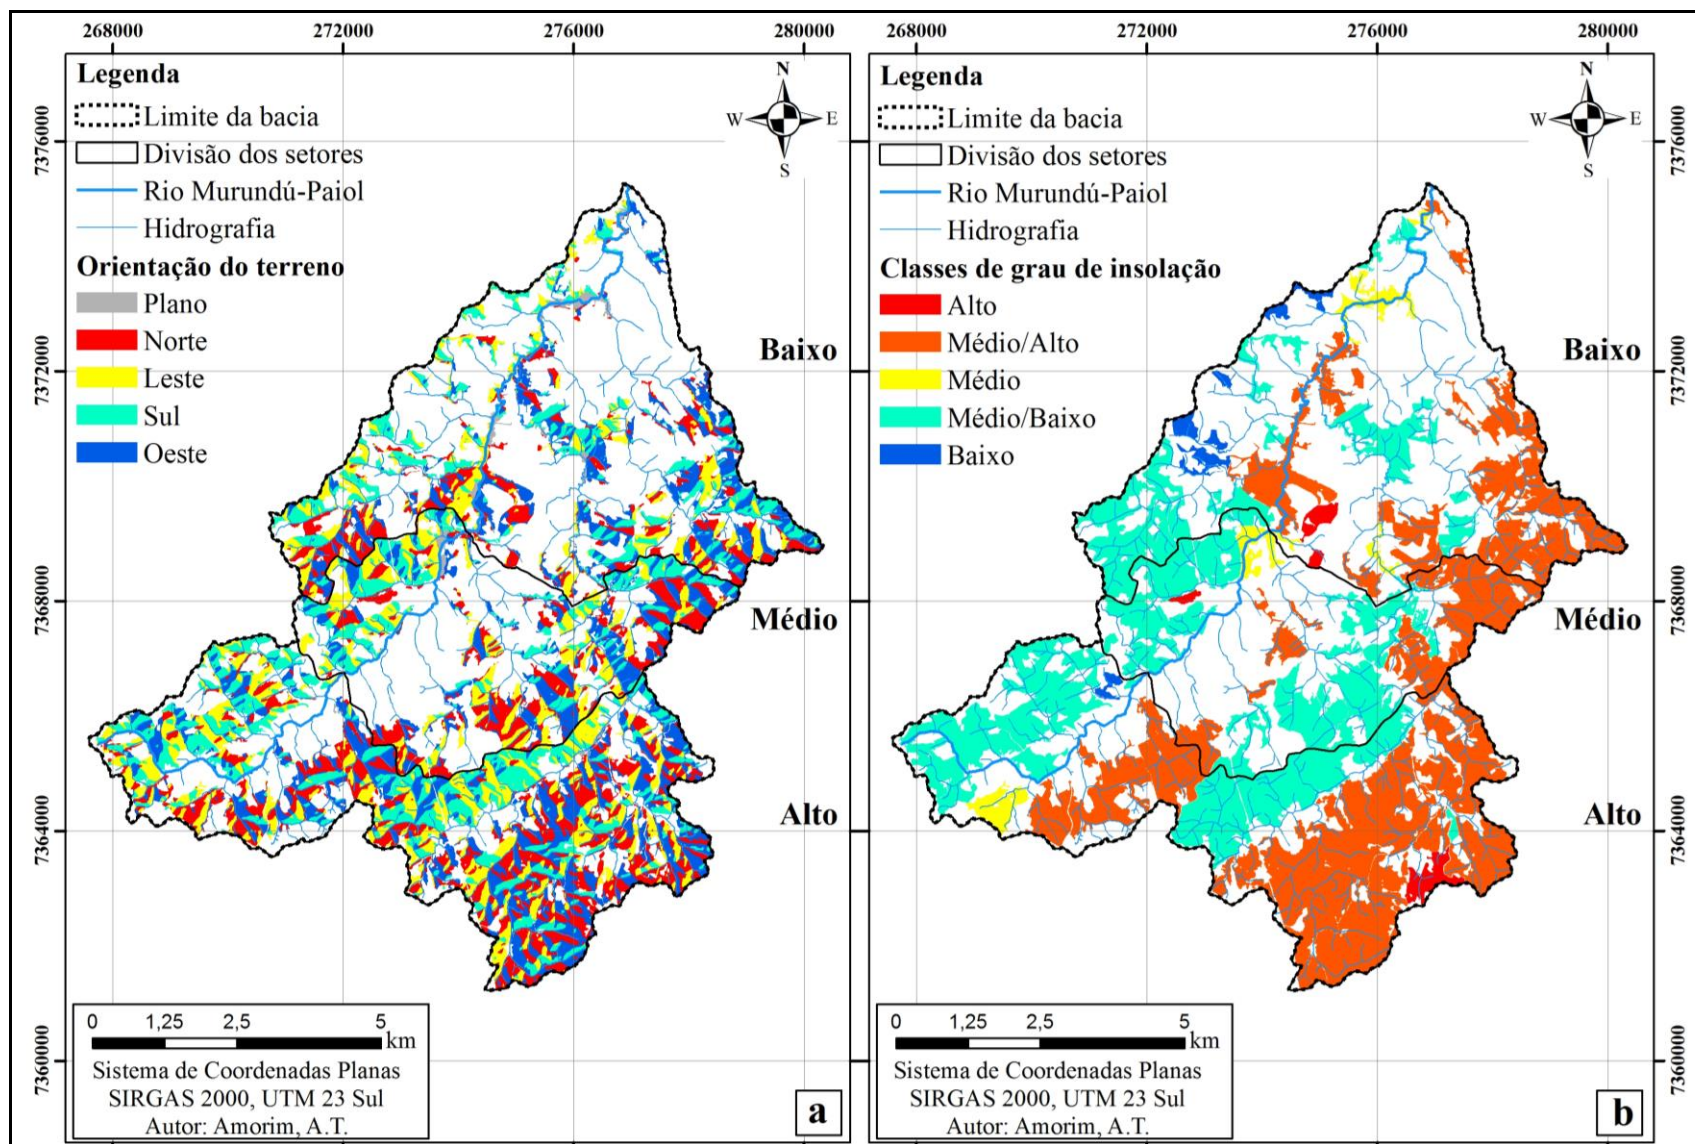 268000
272000
276000
280000
7376000
7372000
7368000
7364000
7360000
Legenda
Limite da bacia
Divisão dos setores
Rio Murundú-Paiol
Hidrografia
Orientação do terreno
Plano
Norte
Leste
Sul
Oeste
N
W
E
S
Baixo
Médio
Alto
0 1,25 2,5 5
km
Sistema de Coordenadas Planas
SIRGAS 2000, UTM 23 Sul
Autor: Amorim, A.T.
a
268000
272000
276000
280000
Legenda
Limite da bacia
Divisão dos setores
Rio Murundú-Paiol
Hidrografia
Classes de grau de insolação
Alto
Médio/Alto
Médio
Médio/Baixo
Baixo
N
W
E
S
Baixo
Médio
Alto
7376000
7372000
7368000
7364000
7360000
0 1,25 2,5 5
km
Sistema de Coordenadas Planas
SIRGAS 2000, UTM 23 Sul
Autor: Amorim, A.T.
b